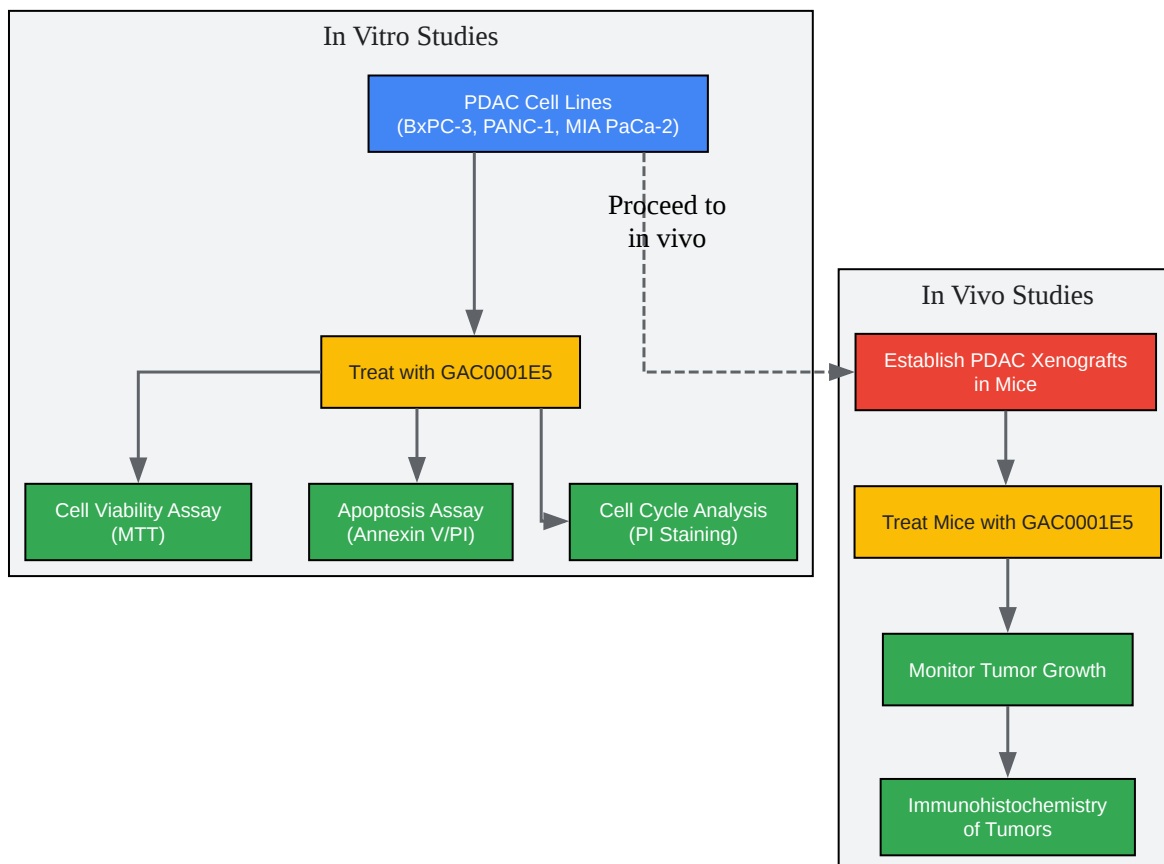 In Vitro Studies
PDAC Cell Lines
(BxPC-3, PANC-1, MIA PaCa-2)
Proceed to
in vivo
Treat with GAC0001E5
Cell Viability Assay
(MTT)
Apoptosis Assay
(Annexin V/PI)
Cell Cycle Analysis
(PI Staining)
In Vivo Studies
Establish PDAC Xenografts
in Mice
Treat Mice with GAC0001E5
Monitor Tumor Growth
Immunohistochemistry
of Tumors